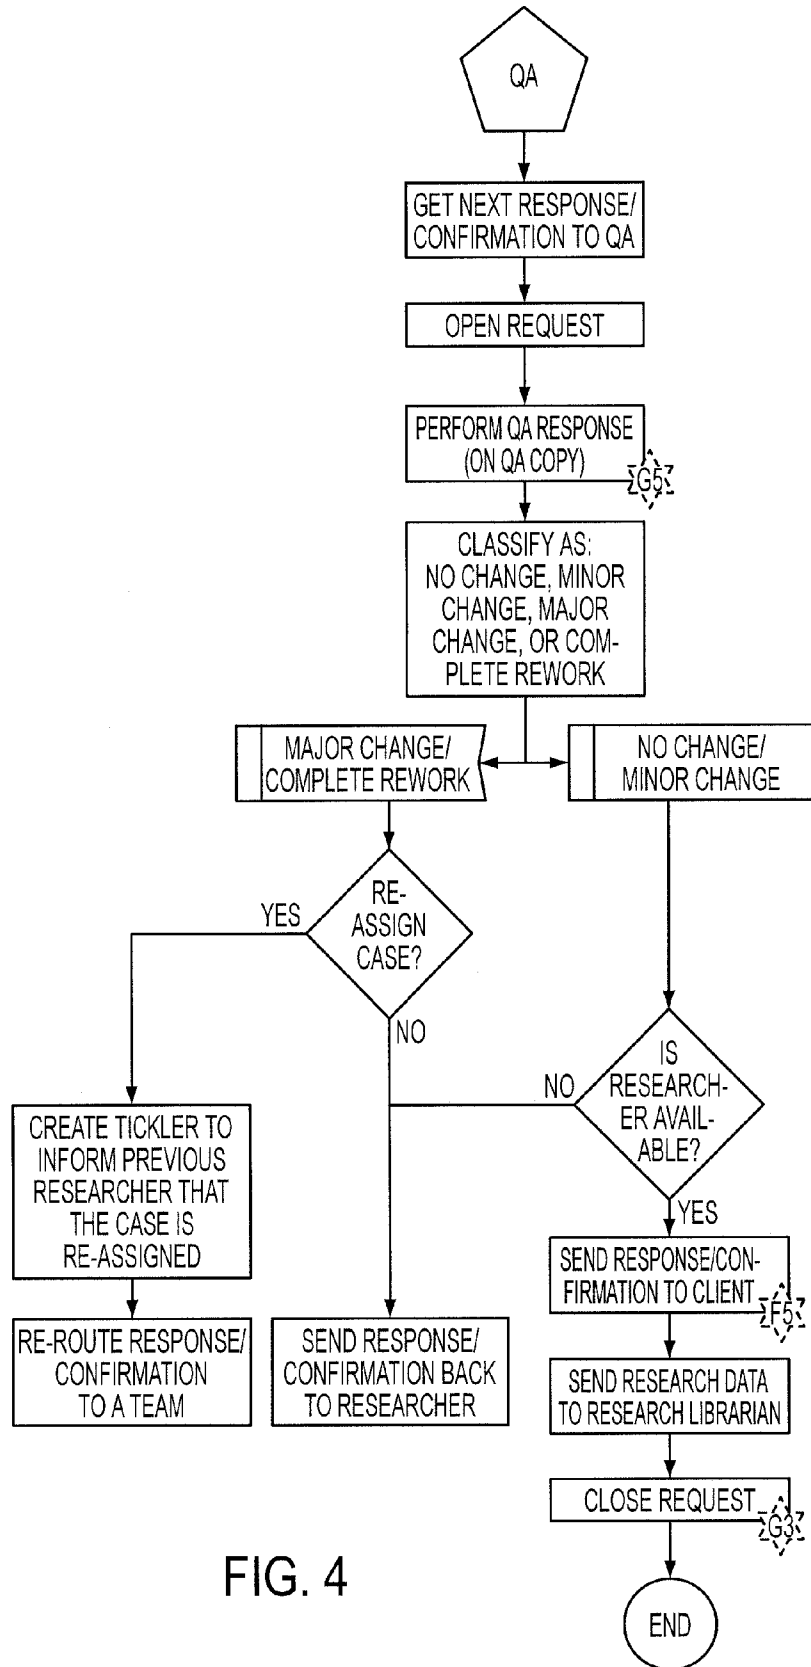 QA
GET NEXT RESPONSE/
CONFIRMATION TO QA
OPEN REQUEST
PERFORM QA RESPONSE
(ON QA COPY)
G5
CLASSIFY AS:
NO CHANGE, MINOR
CHANGE, MAJOR
CHANGE, OR COM-
PLETE REWORK
MAJOR CHANGE/
COMPLETE REWORK
NO CHANGE/
MINOR CHANGE
RE-
ASSIGN
CASE?
YES
NO
IS
RESEARCH-
ER AVAIL-
ABLE?
NO
YES
CREATE TICKLER TO
INFORM PREVIOUS
RESEARCHER THAT
THE CASE IS
RE-ASSIGNED
RE-ROUTE RESPONSE/
CONFIRMATION
TO A TEAM
SEND RESPONSE/
CONFIRMATION BACK
TO RESEARCHER
SEND RESPONSE/CON-
FIRMATION TO CLIENT
F5
SEND RESEARCH DATA
TO RESEARCH LIBRARIAN
CLOSE REQUEST
G3
END
FIG. 4